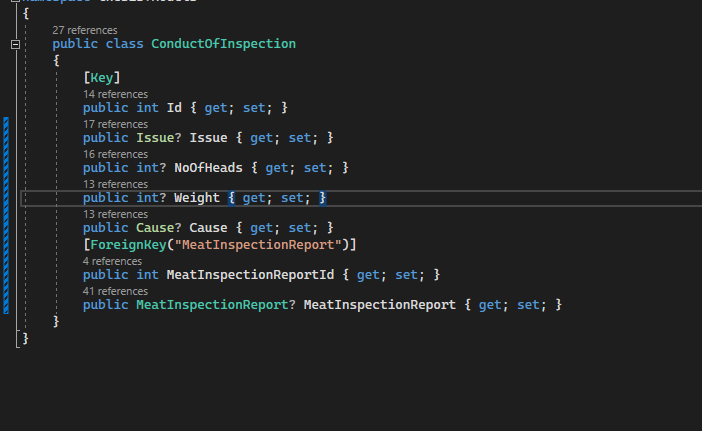 {
27 references
public class ConductOfInspection
{
[Key]
14 references
public int Id { get; set; }
17 references
public Issue? Issue { get; set; }
16 references
public int? NoOfHeads { get; set; }
13 references
public int? Weight { get; set; }
13 references
public Cause? Cause { get; set; }
[ForeignKey("MeatInspectionReport")]
4 references
public int MeatInspectionReportId { get; set; }
41 references
public MeatInspectionReport? MeatInspectionReport { get; set; }
}
}